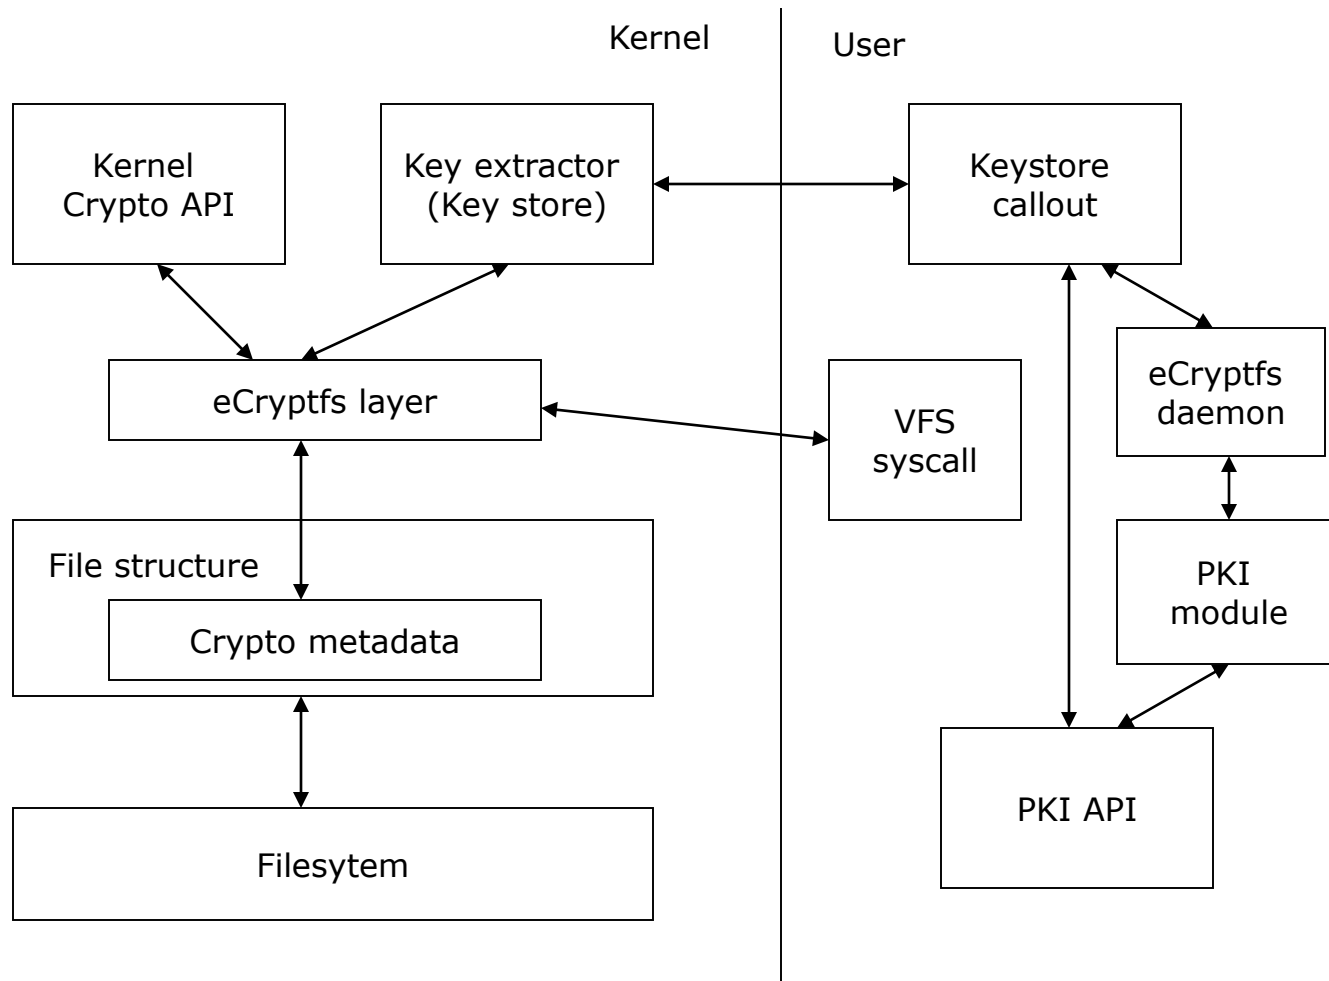 Kernel
User
Kernel
Crypto API
Key extractor
(Key store)
Keystore
callout
eCryptfs layer
VFS
syscall
eCryptfs
daemon
File structure
Crypto metadata
PKI
module
PKI API
Filesytem